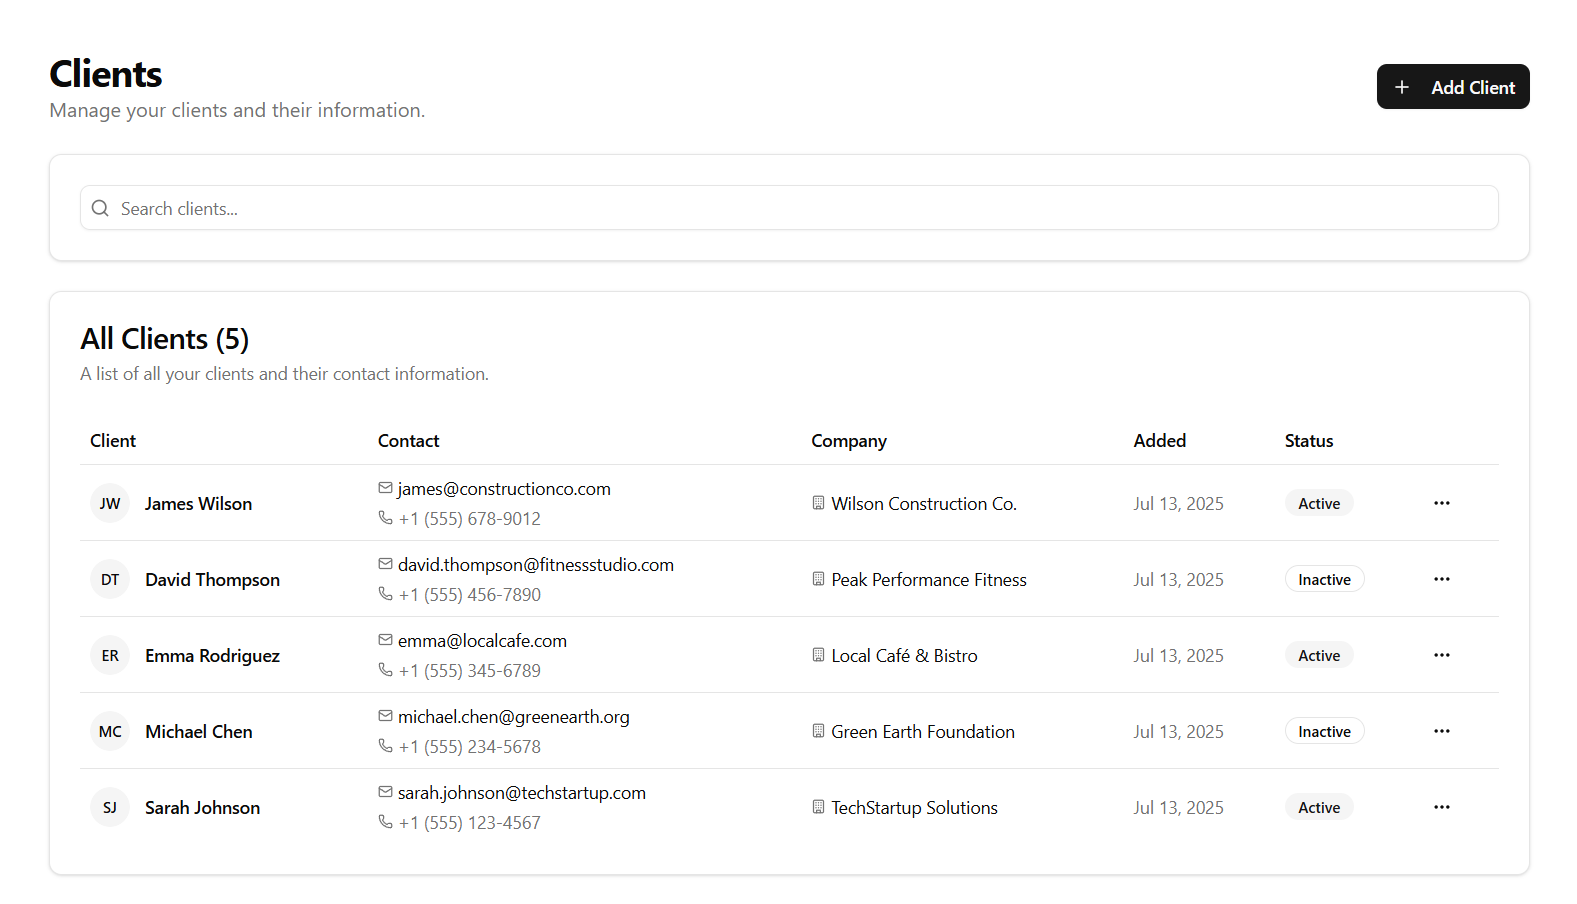 Clients
Manage your clients and their information.
Add Client
Search clients...
All Clients (5)
A list of all your clients and their contact information.
Client Contact Company Added Status
JW James Wilson james@constructionco.com Wilson Construction Co. Jul 13, 2025 Active
+1 (555) 678-9012
DT David Thompson david.thompson@fitnessstudio.com Peak Performance Fitness Jul 13, 2025 Inactive
+1 (555) 456-7890
ER Emma Rodriguez emma@localcafe.com Local Café & Bistro Jul 13, 2025 Active
+1 (555) 345-6789
MC Michael Chen michael.chen@greenearth.org Green Earth Foundation Jul 13, 2025 Inactive
+1 (555) 234-5678
SJ Sarah Johnson sarah.johnson@techstartup.com TechStartup Solutions Jul 13, 2025 Active
+1 (555) 123-4567